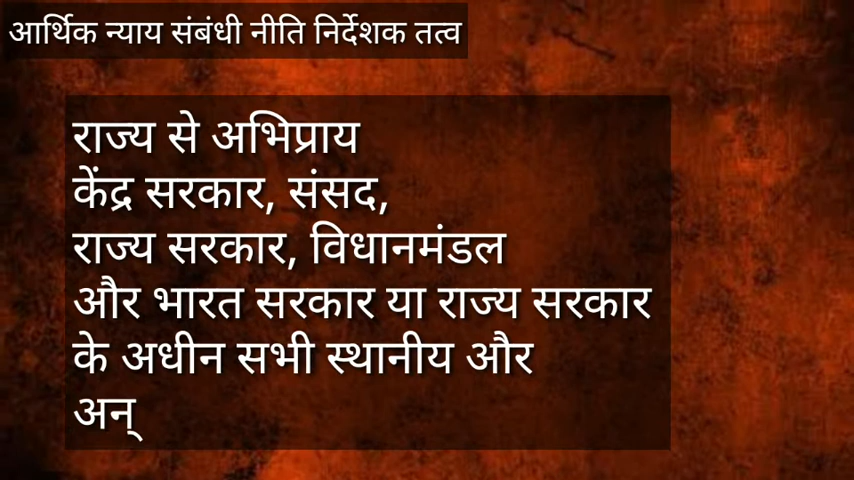 आर्थिक न्याय संबंधी नीति निर्देशक तत्व
राज्य से अभिप्राय
केंद्र सरकार, संसद,
राज्य सरकार, विधानमंडल
और भारत सरकार या राज्य सरकार
के अधीन सभी स्थानीय और
अन्